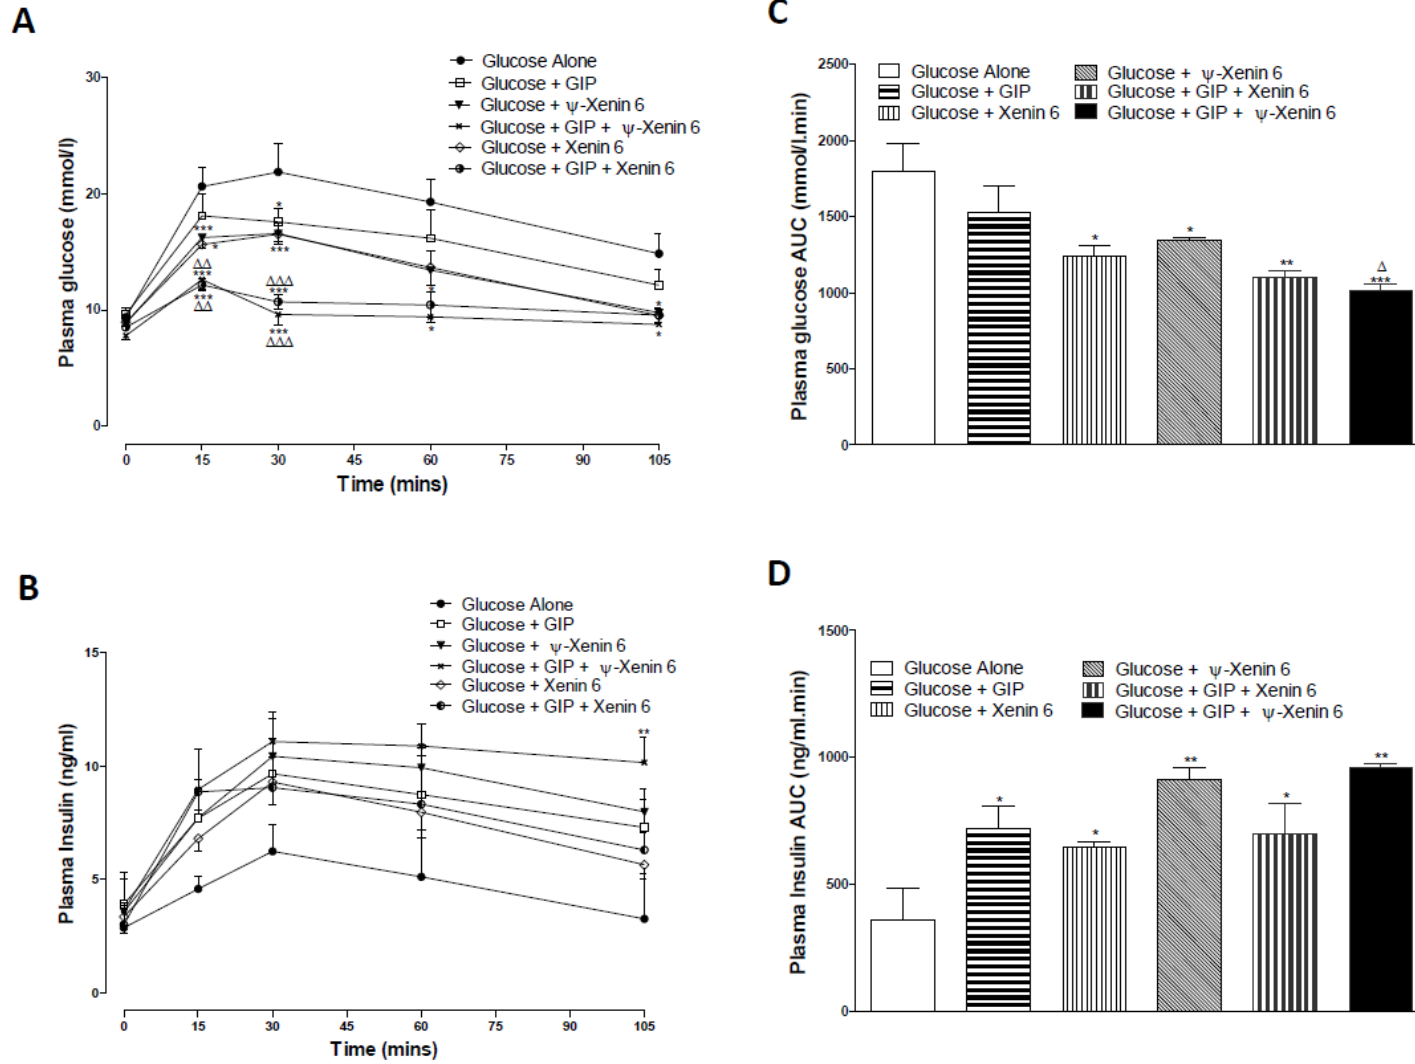 A
Glucose Alone
Glucose + GIP
Glucose + ψ-Xenin 6
Glucose + GIP + ψ-Xenin 6
Glucose + Xenin 6
Glucose + GIP + Xenin 6
30
20
10
0
Plasma glucose (mmol/l)
*
***
*
***
ΔΔ
***
***
ΔΔ
ΔΔΔ
***
***
ΔΔΔ
*
*
*
*
0 15 30 45 60 75 90 105
Time (mins)
C
Glucose Alone
Glucose + GIP
Glucose + Xenin 6
Glucose + ψ-Xenin 6
Glucose + GIP + Xenin 6
Glucose + GIP + ψ-Xenin 6
2500
2000
1500
1000
500
0
Plasma glucose AUC (mmol/l.min)
*
*
**
Δ
***
B
Glucose Alone
Glucose + GIP
Glucose + ψ-Xenin 6
Glucose + GIP + ψ-Xenin 6
Glucose + Xenin 6
Glucose + GIP + Xenin 6
15
10
5
0
Plasma Insulin (ng/ml)
**
0 15 30 45 60 75 90 105
Time (mins)
D
Glucose Alone
Glucose + GIP
Glucose + Xenin 6
Glucose + ψ-Xenin 6
Glucose + GIP + Xenin 6
Glucose + GIP + ψ-Xenin 6
1500
1000
500
0
Plasma Insulin AUC (ng/ml.min)
*
*
**
*
**